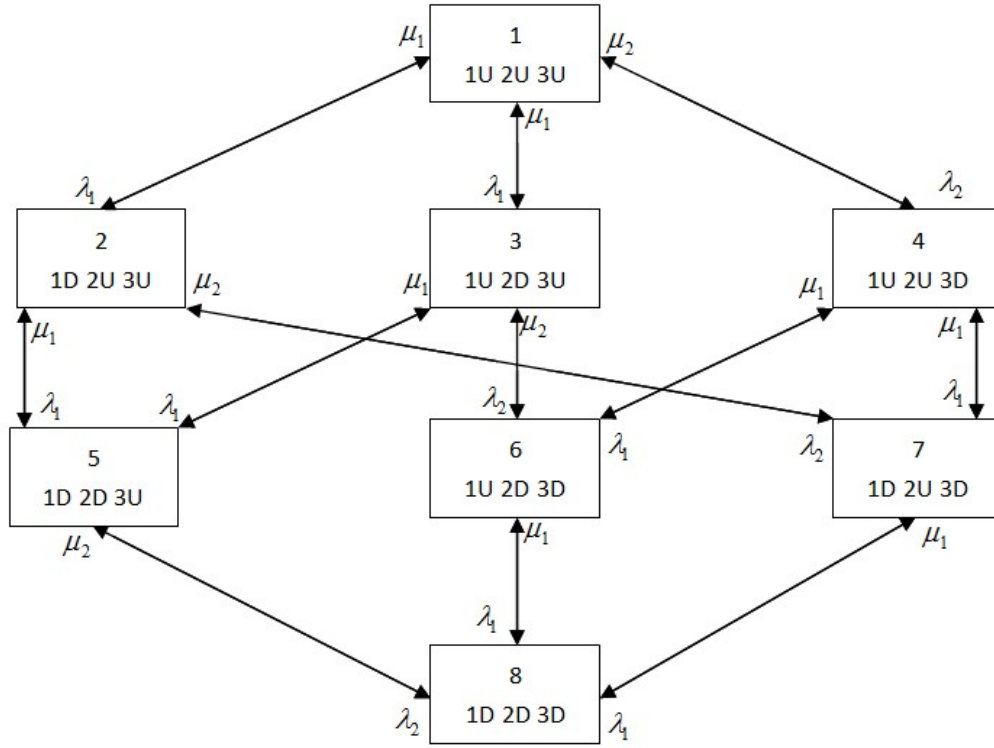 μ₁ 1 μ₂
1U 2U 3U
μ₁
λ₁ λ₁ λ₂
2 3 4
1D 2U 3U 1U 2D 3U 1U 2U 3D
μ₂ μ₁ μ₁
μ₁ μ₂ μ₁
λ₁ λ₁ λ₂ λ₁
5 6 λ₁ λ₂ 7
1D 2D 3U 1U 2D 3D 1D 2U 3D
μ₂ μ₁ μ₁
λ₁
8
1D 2D 3D
λ₂ λ₁